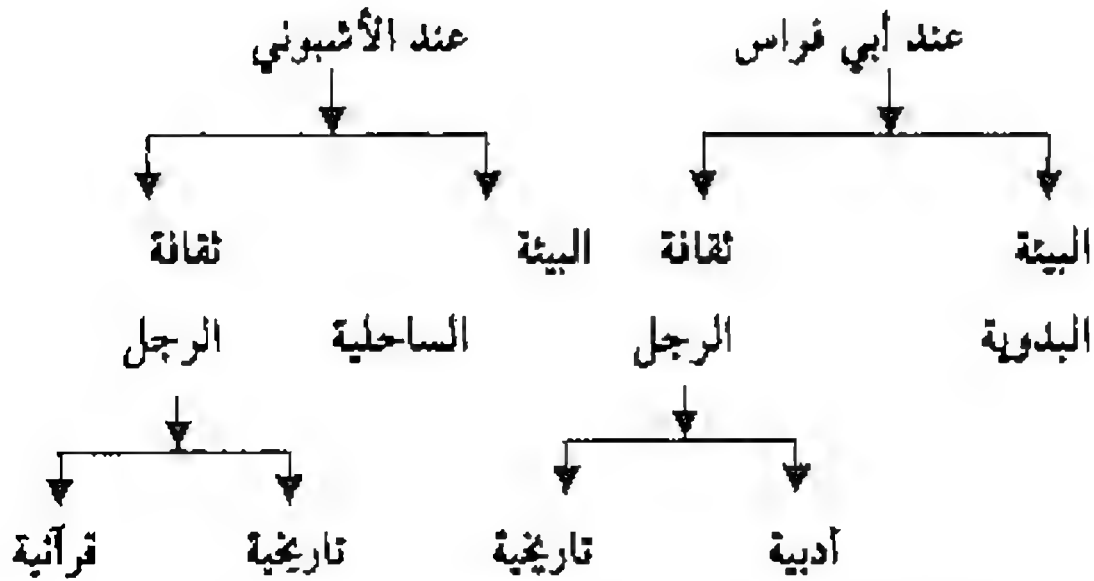 عند أبي فراس عند الأشبوني
البيئة ثقافة البيئة ثقافة
البدوية الرجل الساحلية الرجل
أدبية تاريخية تاريخية قرآنية